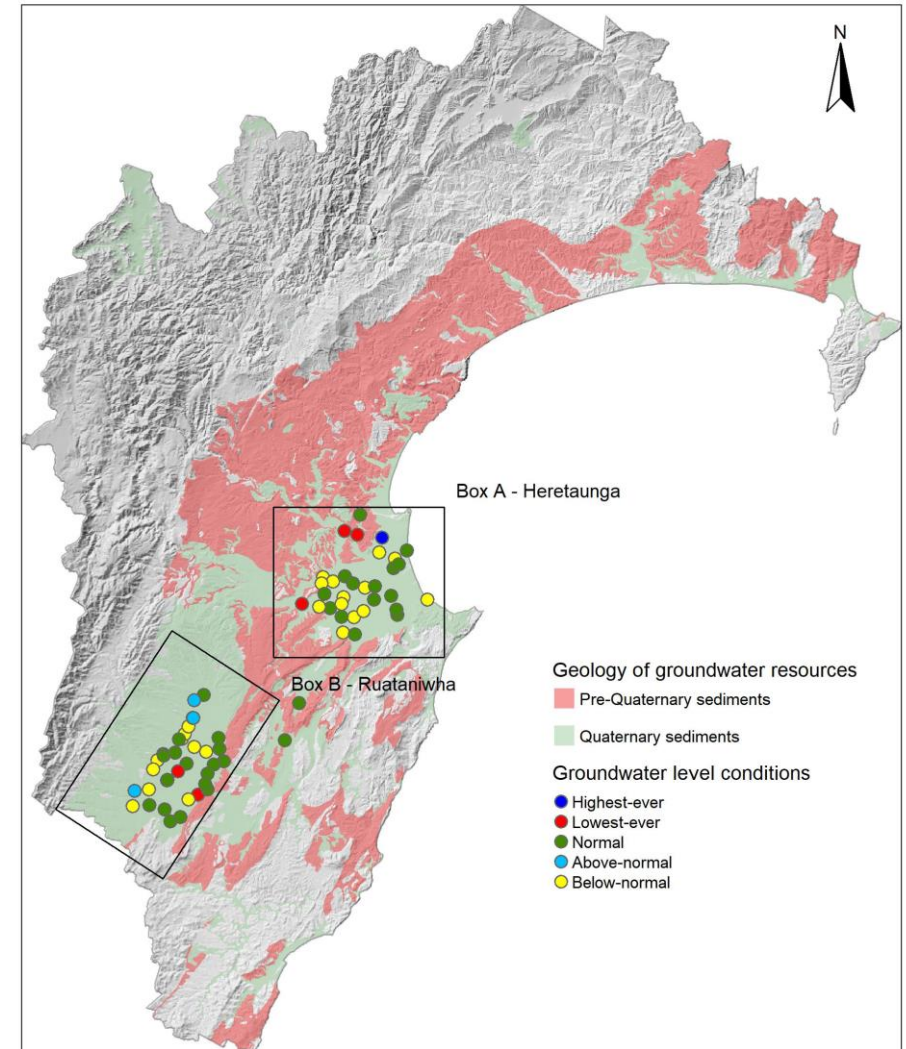 N
Box A - Heretaunga
Box B - Ruataniwha
Geology of groundwater resources
Pre-Quaternary sediments
Quaternary sediments
Groundwater level conditions
Highest-ever
Lowest-ever
Normal
Above-normal
Below-normal